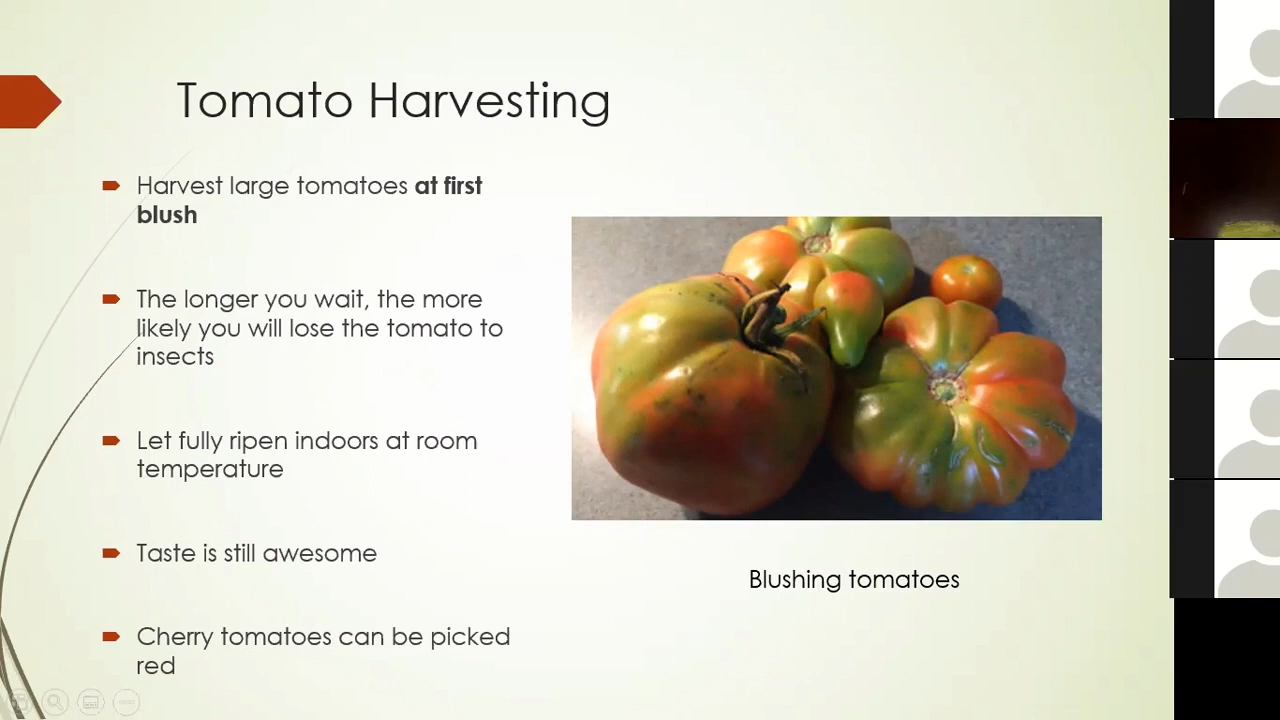 Tomato Harvesting
Harvest large tomatoes at first
blush
The longer you wait, the more
likely you will lose the tomato to
insects
Let fully ripen indoors at room
temperature
Taste is still awesome
Cherry tomatoes can be picked
red
Blushing tomatoes